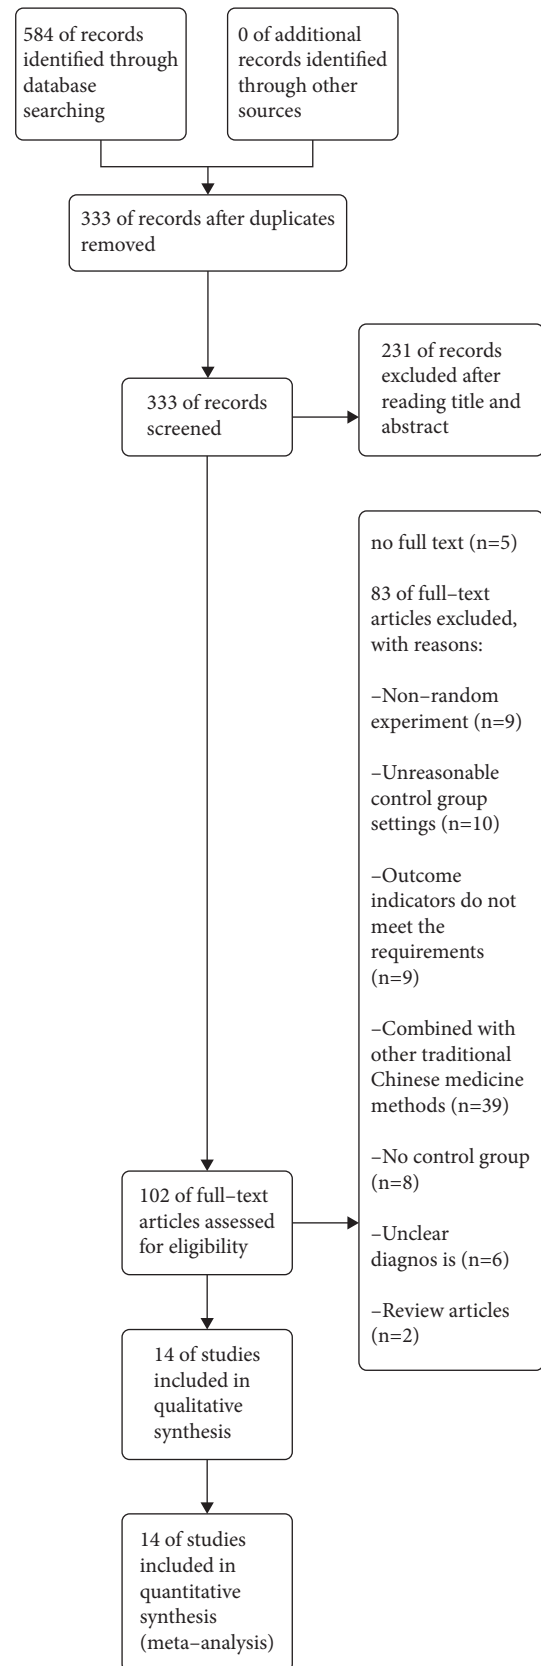 584 of records
identified through
database
searching
0 of additional
records identified
through other
sources
333 of records after duplicates
removed
333 of records
screened
231 of records
excluded after
reading title and
abstract
no full text (n=5)
83 of full–text
articles excluded,
with reasons:
–Non–random
experiment (n=9)
–Unreasonable
control group
settings (n=10)
–Outcome
indicators do not
meet the
requirements
(n=9)
–Combined with
other traditional
Chinese medicine
methods (n=39)
–No control group
(n=8)
–Unclear
diagnos is (n=6)
–Review articles
(n=2)
102 of full–text
articles assessed
for eligibility
14 of studies
included in
qualitative
synthesis
14 of studies
included in
quantitative
synthesis
(meta–analysis)